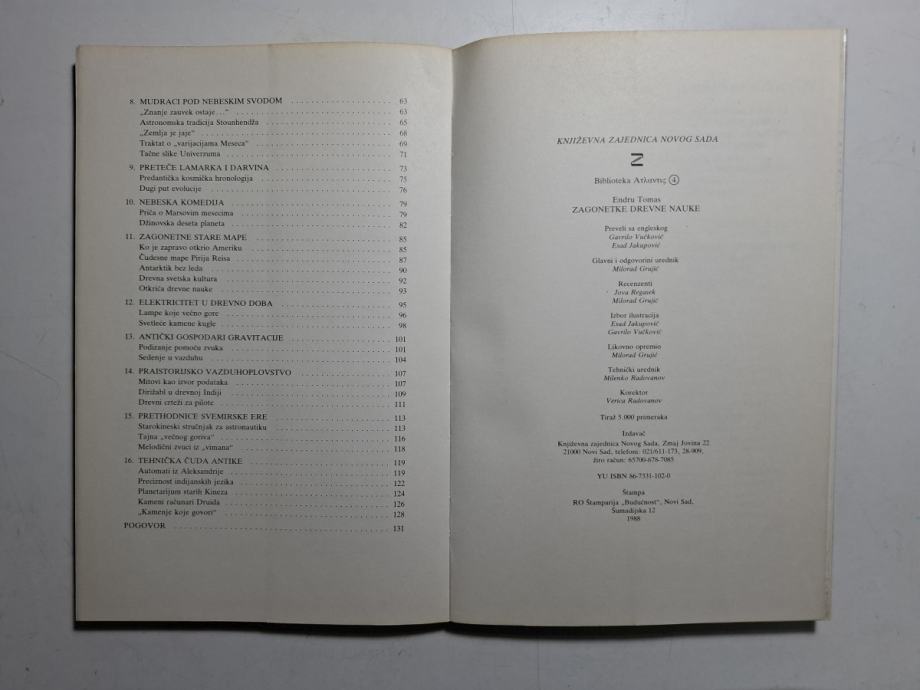 8. MUDRACI POD NEBESKIM SVODOM 63
„Znanje zauvek ostaje...” 63
Astronomska tradicija Stounhendža 65
„Zemlja je jaje” 68
Traktat o „varijacijama Meseca” 69
Tačne slike Univerzuma 71
9. PRETEČE LAMARKA I DARVINA 73
Predantička kosmička hronologija 75
Dugi put evolucije 76
10. NEBESKA KOMEDIJA 79
Priča o Marsovim mesecima 79
Džinovska deseta planeta 82
11. ZAGONETNE STARE MAPE 85
Ko je zapravo otkrio Ameriku 85
Čudesne mape Pirija Reisa 87
Antarktik bez leda 90
Drevna svetska kultura 92
Otkrića drevne nauke 93
12. ELEKTRICITET U DREVNO DOBA 95
Lampe koje večno gore 96
Svetleće kamene kugle 98
13. ANTIČKI GOSPODARI GRAVITACIJE 101
Podizanje pomoću zvuka 101
Sedenje u vazduhu 104
14. PRAISTORIJSKO VAZDUHOPLOVSTVO 107
Mitovi kao izvor podataka 107
Dirižabl u drevnoj Indiji 109
Drevni crteži za pilote 111
15. PRETHODNICE SVEMIRSKE ERE 113
Starokineski stručnjak za astronautiku 113
Tajna „večnog goriva” 116
Melodični zvuci iz „vimana” 118
16. TEHNIČKA ČUDA ANTIKE 119
Automati iz Aleksandrije 119
Preciznost indijanskih jezika 122
Planetarijum starih Kineza 124
Kameni računari Druida 126
„Kamenje koje govori” 128
POGOVOR 131
KNJIŽEVNA ZAJEDNICA NOVOG SADA
Biblioteka Ατλαντις 4
Endru Tomas
ZAGONETKE DREVNE NAUKE
Preveli sa engleskog
Gavrilo Vučković
Esad Jakupović
Glavni i odgovorini urednik
Milorad Grujić
Recenzenti
Jova Regasek
Milorad Grujić
Izbor ilustracija
Esad Jakupović
Gavrilo Vučković
Likovno opremio
Milorad Grujić
Tehnički urednik
Milenko Radovanov
Korektor
Verica Radovanov
Tiraž 5.000 primeraka
Izdavač
Književna zajednica Novog Sada, Zmaj Jovina 22
21000 Novi Sad, telefoni: 021/611-173, 28-909,
žiro račun: 65700-678-7085
YU ISBN 86-7331-102-0
Štampa
RO Štamparija „Budućnost”, Novi Sad,
Šumadijska 12
1988